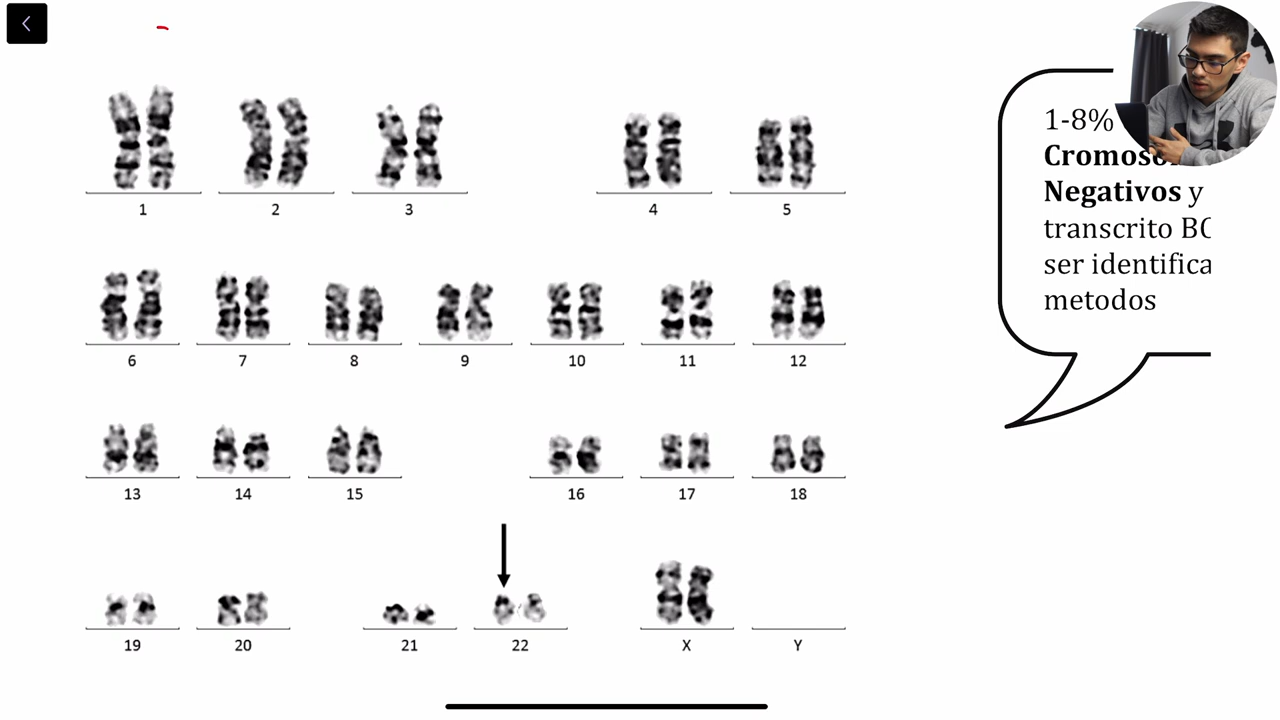 1-8%
Negativos y
transcrito BC
ser identifica
metodos
1 2 3 4 5
6 7 8 9 10 11 12
13 14 15 16 17 18
19 20 21 22 X Y